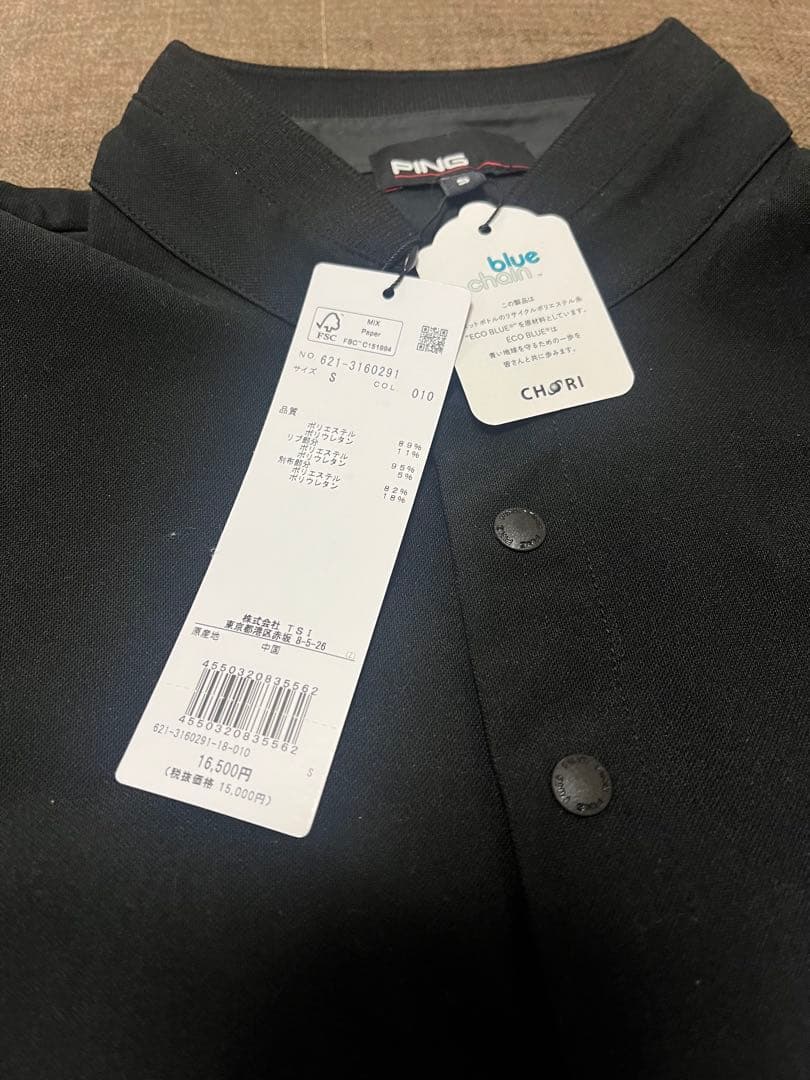 PING
S
blue
chain™
この製品は
ペットボトルのリサイクルポリエステル糸
"ECO BLUE®"を原材料としています。
ECO BLUE®は
青い地球を守るための一歩を
皆さんと共に歩みます。
CHORI
FSC
MIX
Paper
FSC™ C151994
NO 621-3160291
サイズ S COL 010
品質
ポリエステル 89%
ポリウレタン 11%
リブ部分
ポリエステル 95%
ポリウレタン 5%
別布部分
ポリエステル 82%
ポリウレタン 18%
株式会社 TSI
東京都港区赤坂 8-5-26
原産地 中国
4550320835562
4550320835562
621-3160291-18-010
16,500円 S
(税抜価格 15,000円)